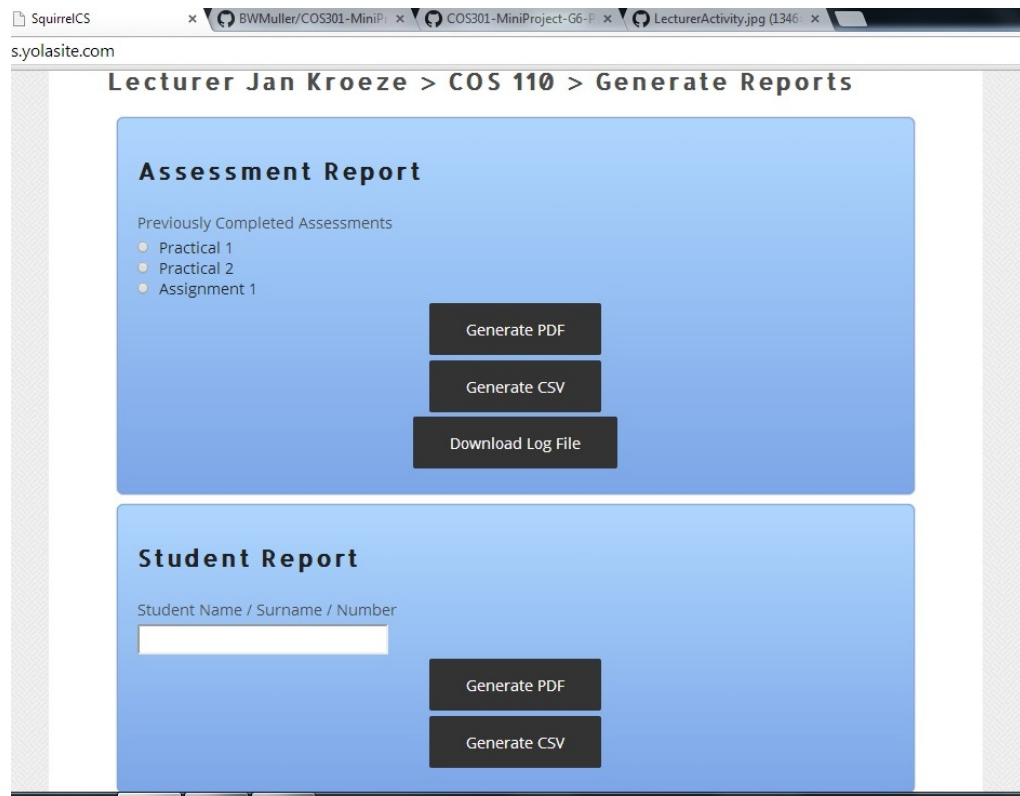 SquirrelCS
BWMuller/COS301-MiniPr
COS301-MiniProject-G6-P
LecturerActivity.jpg (1346
s.yolasite.com
Lecturer Jan Kroeze > COS 110 > Generate Reports
Assessment Report
Previously Completed Assessments
Practical 1
Practical 2
Assignment 1
Generate PDF
Generate CSV
Download Log File
Student Report
Student Name / Surname / Number
Generate PDF
Generate CSV